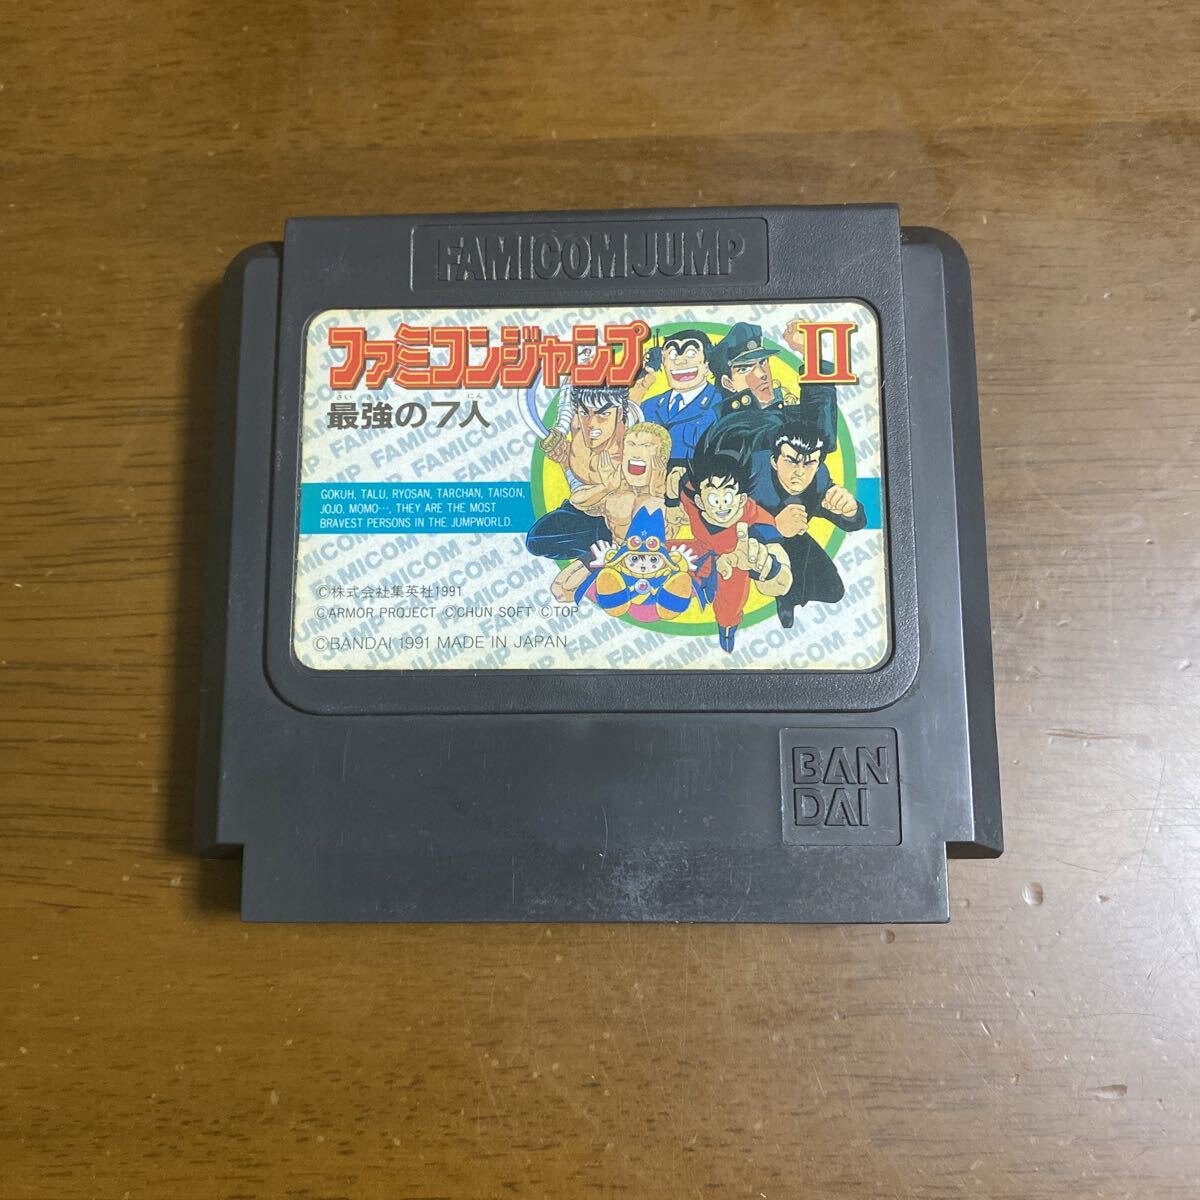 FAMICOM JUMP
ファミコンジャンプ II
最強の7人
GOKUH, TALU, RYOSAN, TARCHAN, TAISON,
JOJO, MOMO…, THEY ARE THE MOST
BRAVEST PERSONS IN THE JUMPWORLD.
©株式会社集英社1991
©ARMOR PROJECT ©CHUN SOFT ©TOP
©BANDAI 1991 MADE IN JAPAN
BAN
DAI